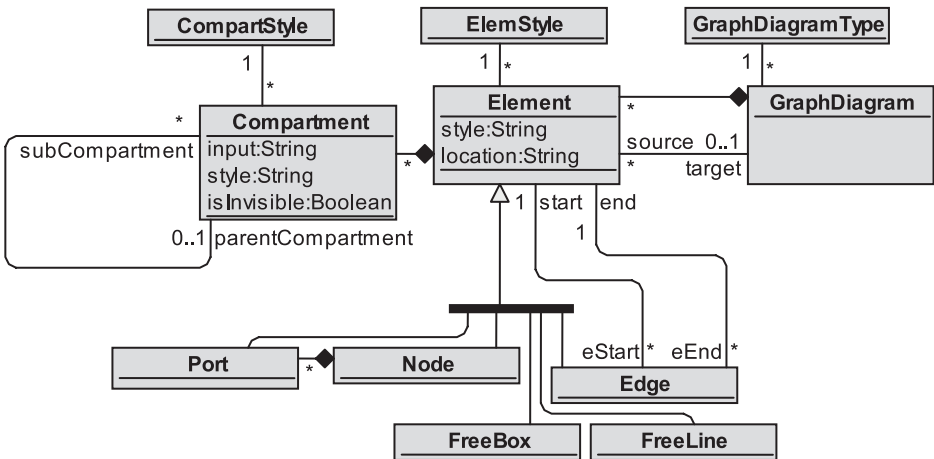 CompartStyle
ElemStyle
GraphDiagramType
1
*
1 *
1
*
Compartment
input:String
style:String
isInvisible:Boolean
*
subCompartment
0..1 parentCompartment
*
Element
style:String
location:String
*
source 0..1
*
target
GraphDiagram
1 start end
1
Port
*
Node
eStart * eEnd *
Edge
FreeBox
FreeLine